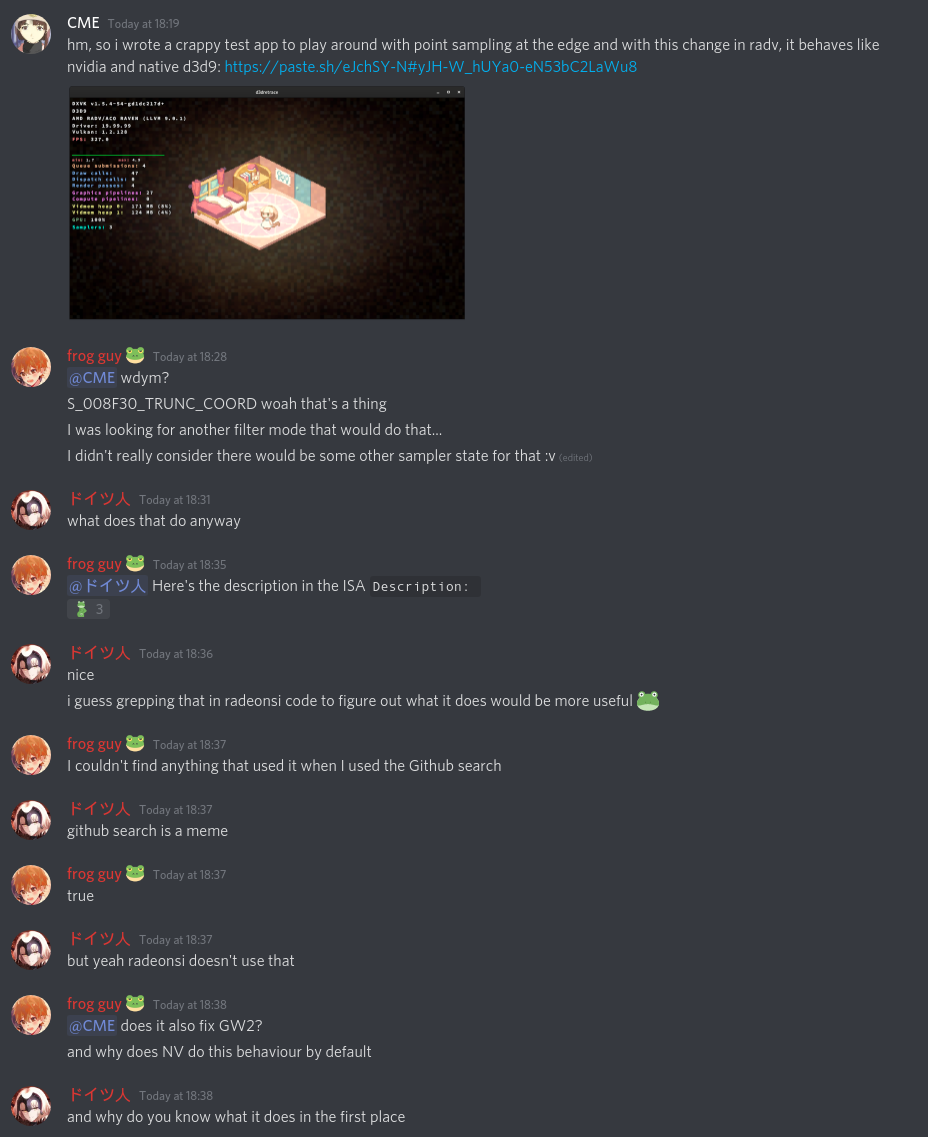 CME Today at 18:19
hm, so i wrote a crappy test app to play around with point sampling at the edge and with this change in radv, it behaves like
nvidia and native d3d9: https://paste.sh/eJchSY-N#yJH-W_hUYa0-eN53bC2LaWu8
d3dretrace
DXVK v1.5.4-54-gd1dc217d+
D3D9
AMD RADV/ACO RAVEN (LLVM 9.0.1)
Driver: 19.99.99
Vulkan: 1.2.128
FPS: 327.8
Queue submissions: 4
Draw calls: 47
Dispatch calls: 0
Render passes: 4
Graphics pipelines: 27
Compute pipelines: 0
Vidmem heap 0: 171 MB (8%)
Vidmem heap 1: 124 MB (4%)
GPU: 100%
Samplers: 3
frog guy 🐸 Today at 18:28
@CME wdym?
S_008F30_TRUNC_COORD woah that's a thing
I was looking for another filter mode that would do that...
I didn't really consider there would be some other sampler state for that :v (edited)
ドイツ人 Today at 18:31
what does that do anyway
frog guy 🐸 Today at 18:35
@ドイツ人 Here's the description in the ISA Description:
3
ドイツ人 Today at 18:36
nice
i guess grepping that in radeonsi code to figure out what it does would be more useful 🐸
frog guy 🐸 Today at 18:37
I couldn't find anything that used it when I used the Github search
ドイツ人 Today at 18:37
github search is a meme
frog guy 🐸 Today at 18:37
true
ドイツ人 Today at 18:37
but yeah radeonsi doesn't use that
frog guy 🐸 Today at 18:38
@CME does it also fix GW2?
and why does NV do this behaviour by default
ドイツ人 Today at 18:38
and why do you know what it does in the first place